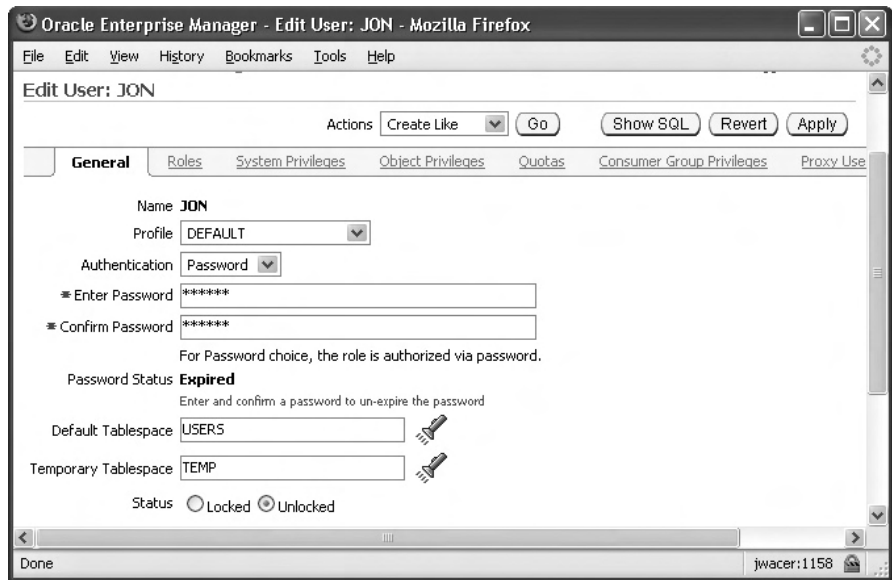 Oracle Enterprise Manager - Edit User: JON - Mozilla Firefox
File Edit View History Bookmarks Tools Help
Edit User: JON
Actions Create Like Go Show SQL Revert Apply
General Roles System Privileges Object Privileges Quotas Consumer Group Privileges Proxy Use
Name JON
Profile DEFAULT
Authentication Password
* Enter Password ******
* Confirm Password ******
For Password choice, the role is authorized via password.
Password Status Expired
Enter and confirm a password to un-expire the password
Default Tablespace USERS
Temporary Tablespace TEMP
Status Locked Unlocked
Done jwacer:1158